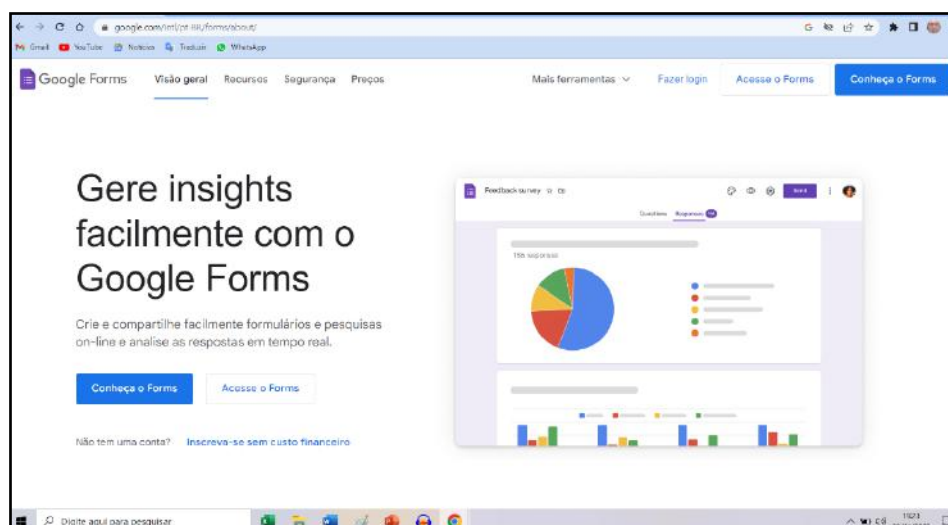 google.com/intl/pt-BR/forms/about/
Gmail YouTube Notícias Traduzir WhatsApp
Google Forms Visão geral Recursos Segurança Preços Mais ferramentas Fazer login Acesse o Forms Conheça o Forms
Gere insights
facilmente com o
Google Forms
Crie e compartilhe facilmente formulários e pesquisas
on-line e analise as respostas em tempo real.
Conheça o Forms Acesse o Forms
Não tem uma conta? Inscreva-se sem custo financeiro
Feedback survey
Questions Responses
Digite aqui para pesquisar